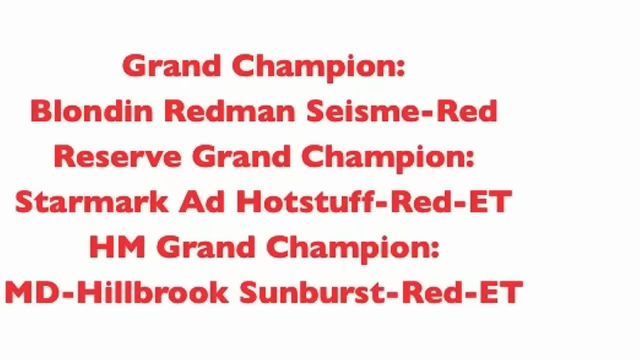 Grand Champion:
Blondin Redman Seisme-Red
Reserve Grand Champion:
Starmark Ad Hotstuff-Red-ET
HM Grand Champion:
MD-Hillbrook Sunburst-Red-ET